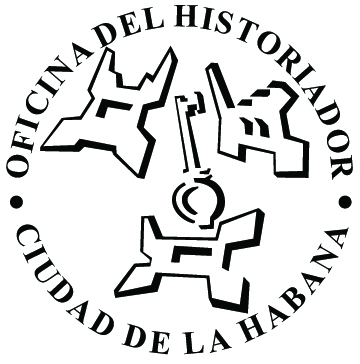 OFICINA DEL HISTORIADOR
CIUDAD DE LA HABANA